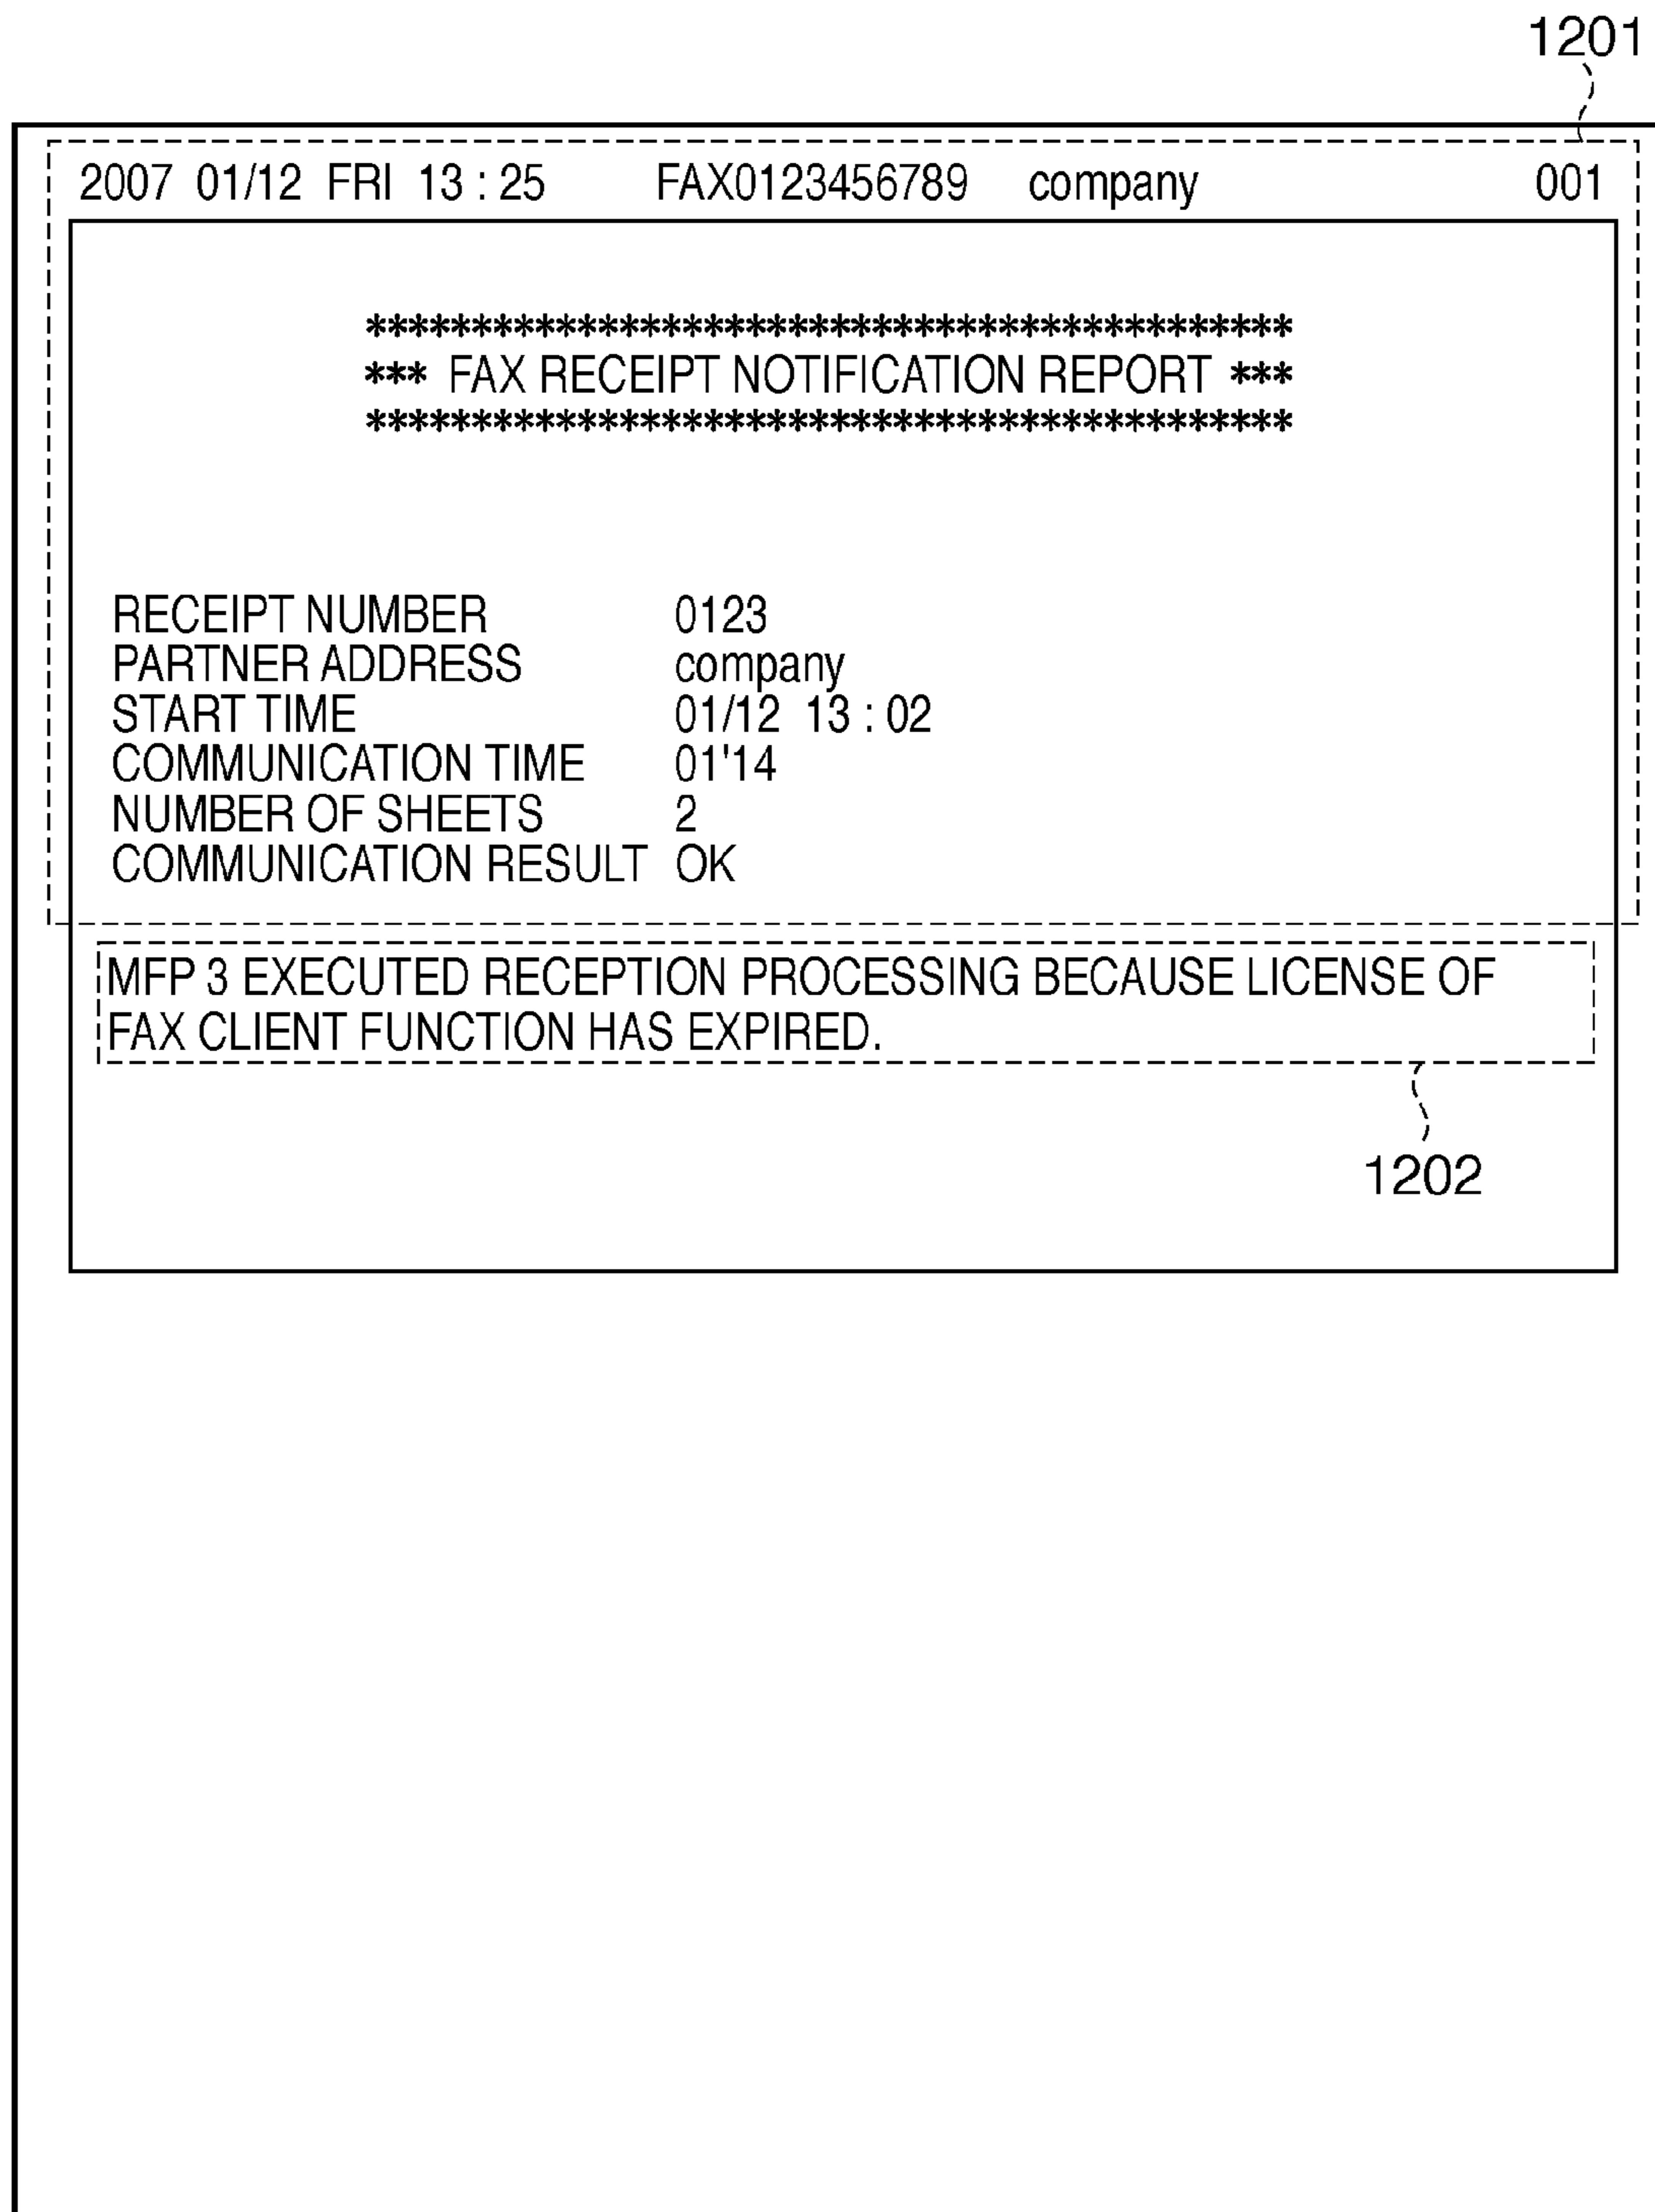 1201
2007 01/12 FRI 13 : 25 FAX0123456789 company 001
********************************************
*** FAX RECEIPT NOTIFICATION REPORT ***
********************************************
RECEIPT NUMBER 0123
PARTNER ADDRESS company
START TIME 01/12 13 : 02
COMMUNICATION TIME 01'14
NUMBER OF SHEETS 2
COMMUNICATION RESULT OK
MFP 3 EXECUTED RECEPTION PROCESSING BECAUSE LICENSE OF
FAX CLIENT FUNCTION HAS EXPIRED.
1202